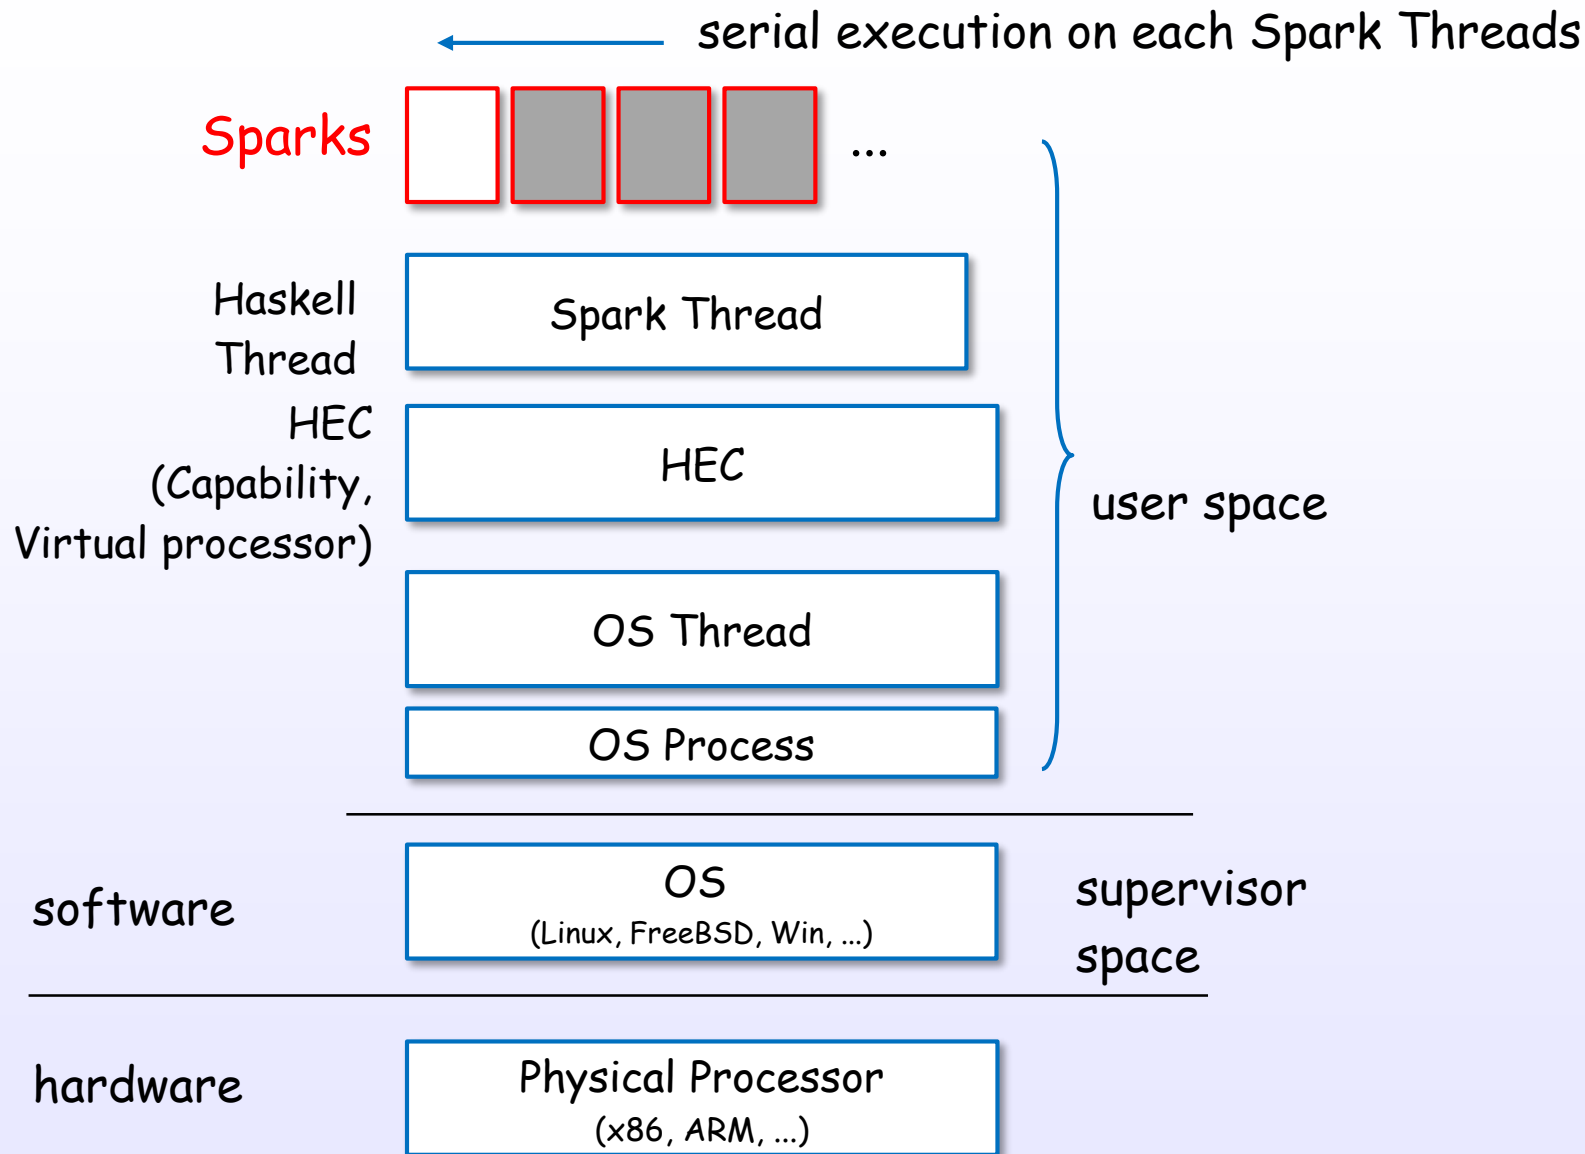 serial execution on each Spark Threads
Sparks
...
Haskell
Thread
Spark Thread
HEC
(Capability,
Virtual processor)
HEC
user space
OS Thread
OS Process
software
OS
(Linux, FreeBSD, Win, ...)
supervisor
space
hardware
Physical Processor
(x86, ARM, ...)